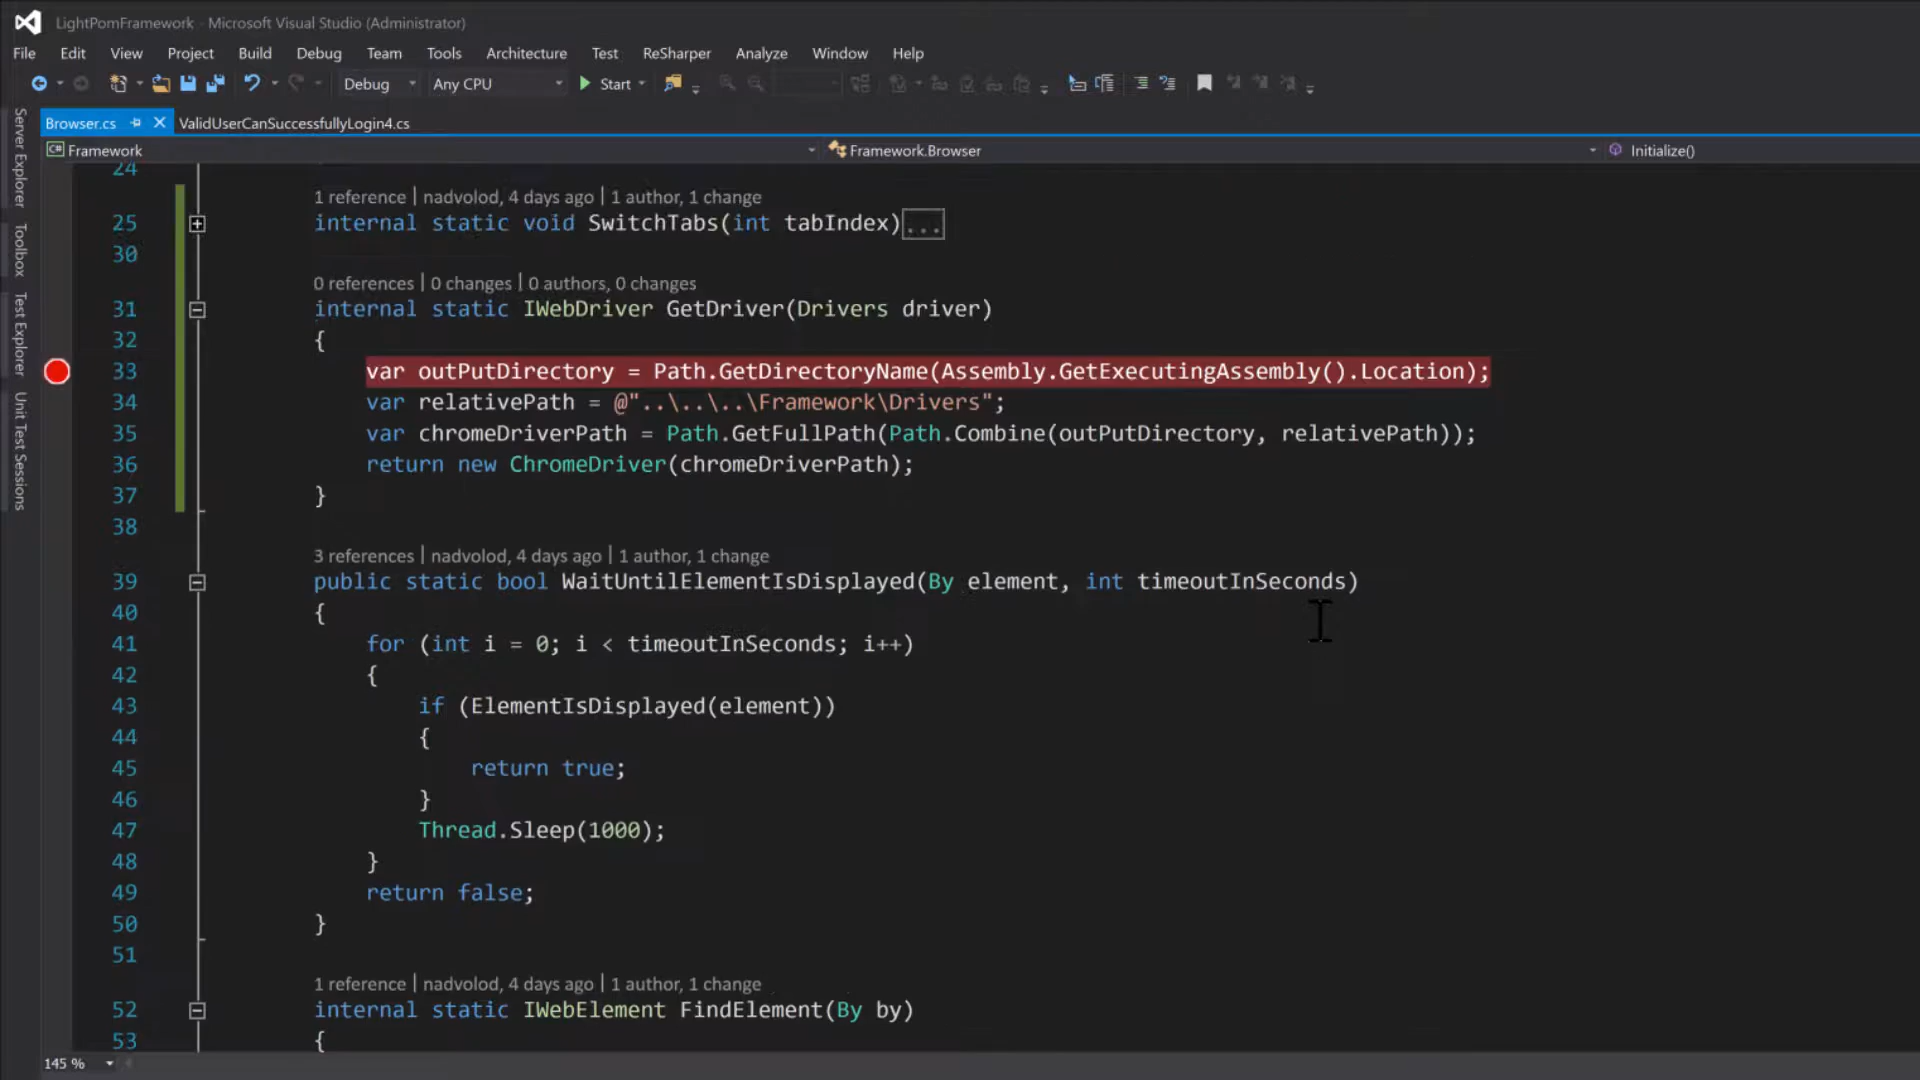 LightPomFramework - Microsoft Visual Studio (Administrator)
File Edit View Project Build Debug Team Tools Architecture Test ReSharper Analyze Window Help
Debug Any CPU Start
Server Explorer
Toolbox
Test Explorer
Unit Test Sessions
Browser.cs ValidUserCanSuccessfullyLogin4.cs
C# Framework Framework.Browser Initialize()
24
1 reference | nadvolod, 4 days ago | 1 author, 1 change
25 internal static void SwitchTabs(int tabIndex)...
30
0 references | 0 changes | 0 authors, 0 changes
31 internal static IWebDriver GetDriver(Drivers driver)
32 {
33 var outPutDirectory = Path.GetDirectoryName(Assembly.GetExecutingAssembly().Location);
34 var relativePath = @"..\..\..\Framework\Drivers";
35 var chromeDriverPath = Path.GetFullPath(Path.Combine(outPutDirectory, relativePath));
36 return new ChromeDriver(chromeDriverPath);
37 }
38
3 references | nadvolod, 4 days ago | 1 author, 1 change
39 public static bool WaitUntilElementIsDisplayed(By element, int timeoutInSeconds)
40 {
41 for (int i = 0; i < timeoutInSeconds; i++)
42 {
43 if (ElementIsDisplayed(element))
44 {
45 return true;
46 }
47 Thread.Sleep(1000);
48 }
49 return false;
50 }
51
1 reference | nadvolod, 4 days ago | 1 author, 1 change
52 internal static IWebElement FindElement(By by)
53 {
145 %